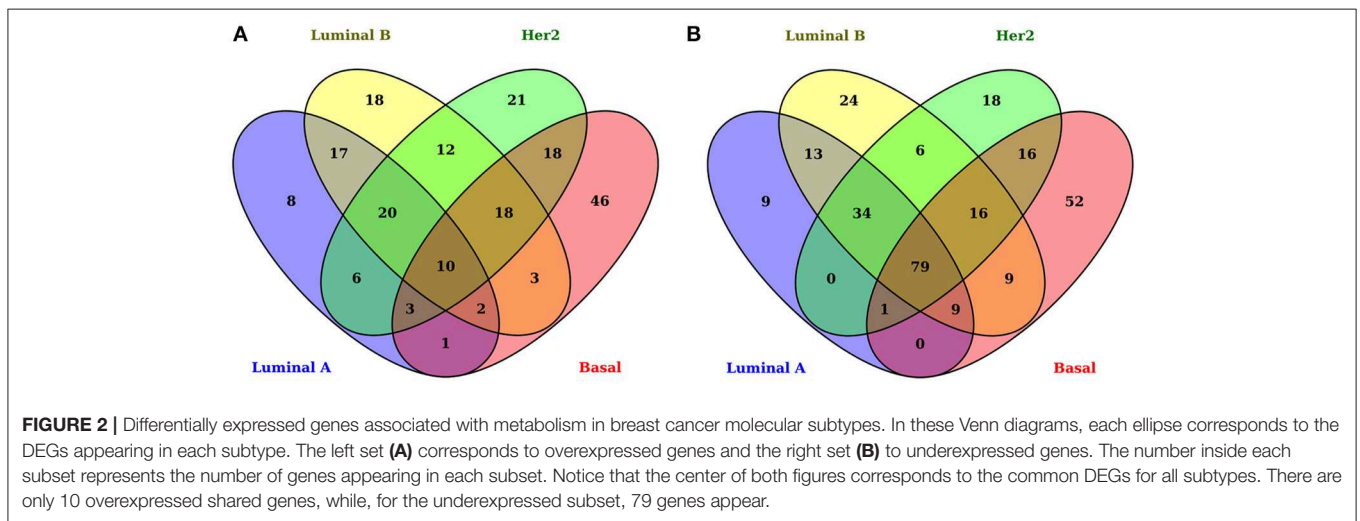 A
B
Luminal B
Her2
18
21
17
12
18
8
20
18
46
6
10
3
3
2
1
Luminal A
Basal
Luminal B
Her2
24
18
13
6
16
9
34
16
52
0
79
9
1
9
0
Luminal A
Basal
FIGURE 2 | Differentially expressed genes associated with metabolism in breast cancer molecular subtypes. In these Venn diagrams, each ellipse corresponds to the
DEGs appearing in each subtype. The left set (A) corresponds to overexpressed genes and the right set (B) to underexpressed genes. The number inside each
subset represents the number of genes appearing in each subset. Notice that the center of both figures corresponds to the common DEGs for all subtypes. There are
only 10 overexpressed shared genes, while, for the underexpressed subset, 79 genes appear.